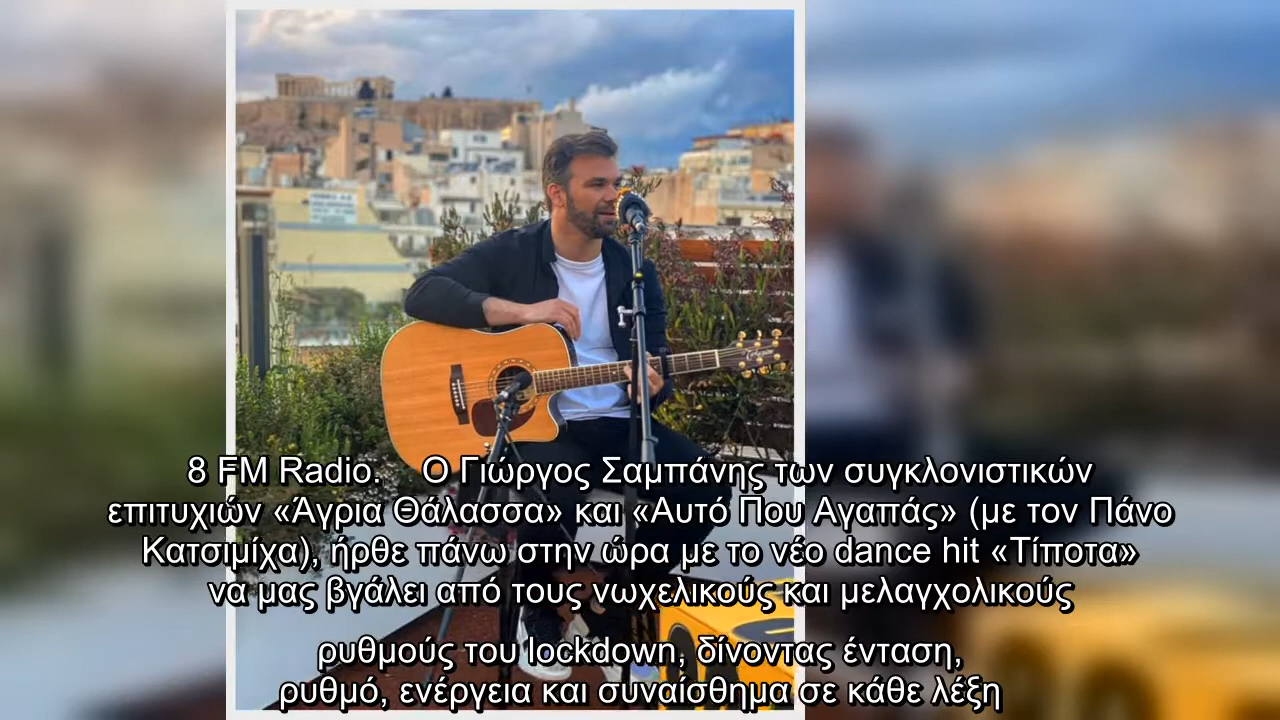 8 FM Radio. Ο Γιώργος Σαμπάνης των συγκλονιστικών
επιτυχιών «Άγρια Θάλασσα» και «Αυτό Που Αγαπάς» (με τον Πάνο
Κατσιμίχα), ήρθε πάνω στην ώρα με το νέο dance hit «Τίποτα»
να μας βγάλει από τους νωχελικούς και μελαγχολικούς
ρυθμούς του lockdown, δίνοντας ένταση,
ρυθμό, ενέργεια και συναίσθημα σε κάθε λέξη